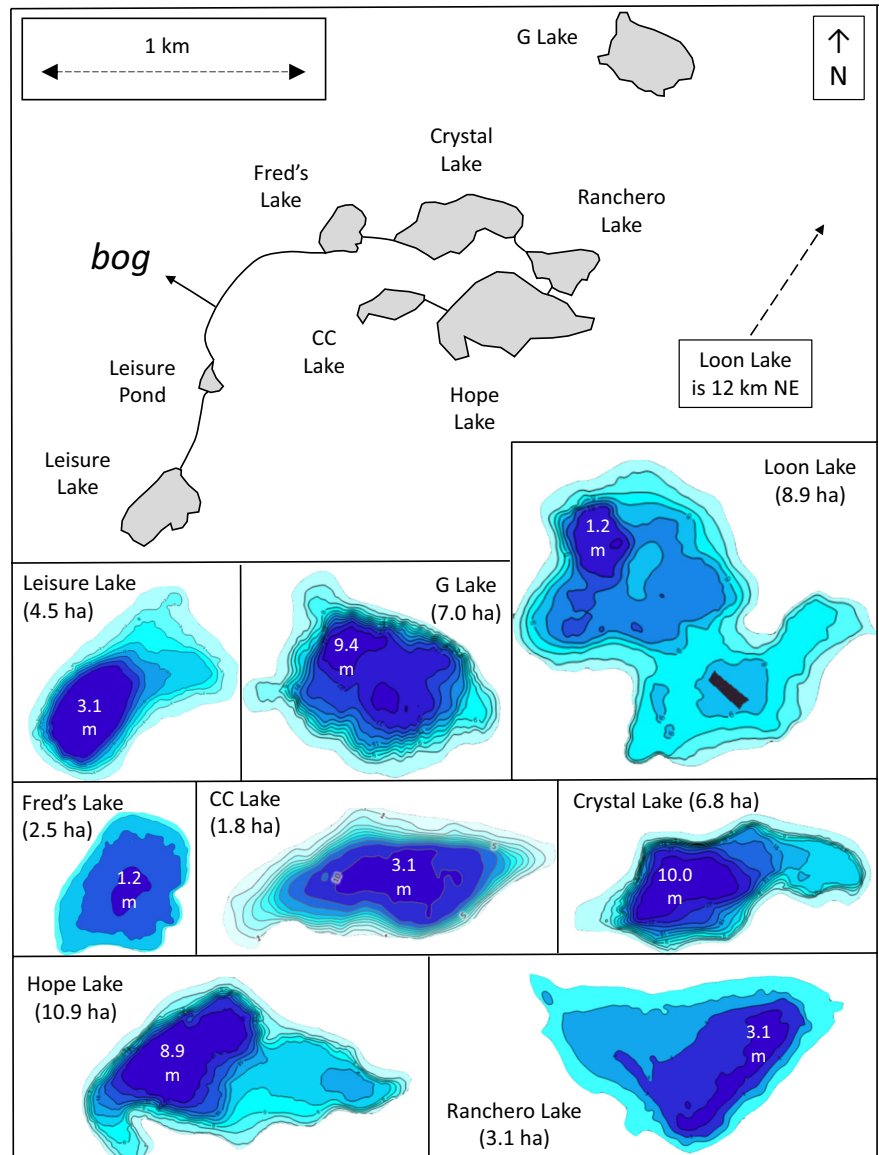 1 km
G Lake
↑
N
Crystal
Lake
Fred's
Lake
Ranchero
Lake
bog
CC
Lake
Leisure
Pond
Hope
Lake
Loon Lake
is 12 km NE
Leisure
Lake
Loon Lake
(8.9 ha)
1.2
m
Leisure Lake
(4.5 ha)
3.1
m
G Lake
(7.0 ha)
9.4
m
Fred's Lake
(2.5 ha)
1.2
m
CC Lake
(1.8 ha)
3.1
m
Crystal Lake (6.8 ha)
10.0
m
Hope Lake
(10.9 ha)
8.9
m
3.1
m
Ranchero Lake
(3.1 ha)